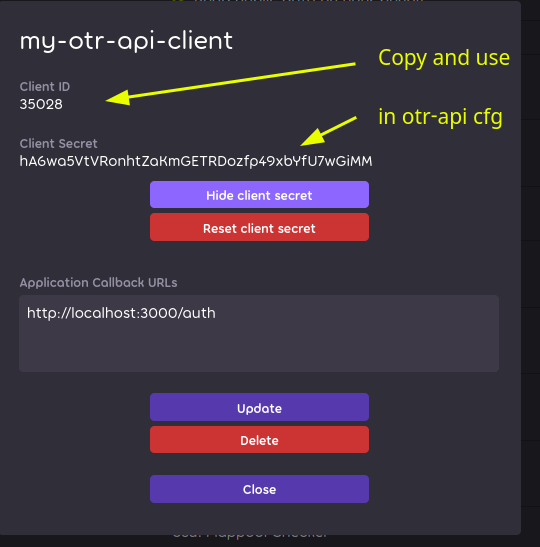 my-otr-api-client
Client ID
35028
Copy and use
Client Secret
in otr-api cfg
hA6wa5VtVRonhtZaKmGETRDozfp49xbYfU7wGiMM
Hide client secret
Reset client secret
Application Callback URLs
http://localhost:3000/auth
Update
Delete
Close